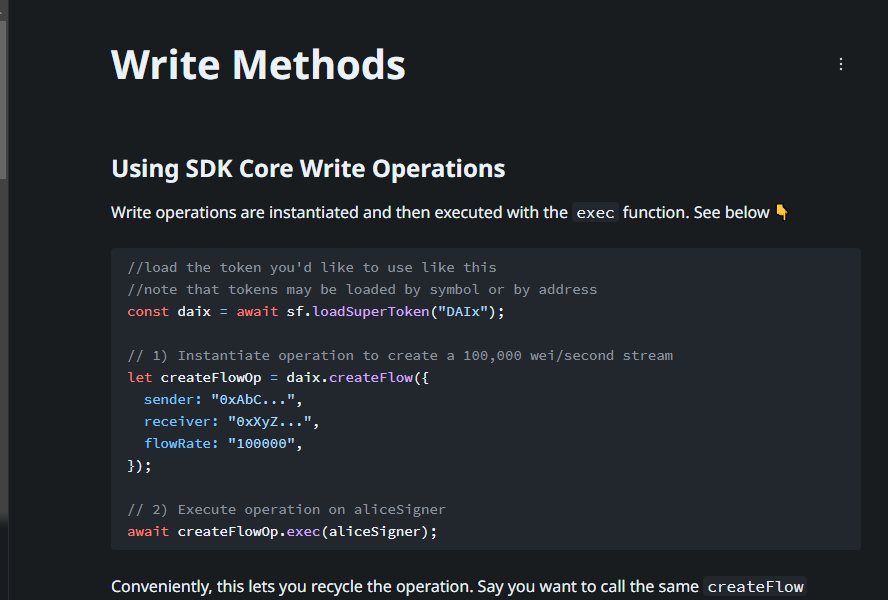 Write Methods
Using SDK Core Write Operations
Write operations are instantiated and then executed with the exec function. See below 👇
//load the token you'd like to use like this
//note that tokens may be loaded by symbol or by address
const daix = await sf.loadSuperToken("DAIx");
// 1) Instantiate operation to create a 100,000 wei/second stream
let createFlowOp = daix.createFlow({
  sender: "0xAbC...",
  receiver: "0xXyZ...",
  flowRate: "100000",
});
// 2) Execute operation on aliceSigner
await createFlowOp.exec(aliceSigner);
Conveniently, this lets you recycle the operation. Say you want to call the same createFlow